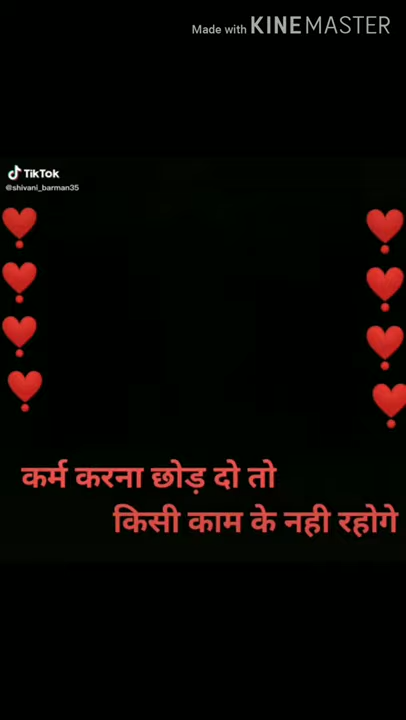 Made with KINEMASTER
TikTok
@shivani_barman35
कर्म करना छोड़ दो तो
किसी काम के नही रहोगे